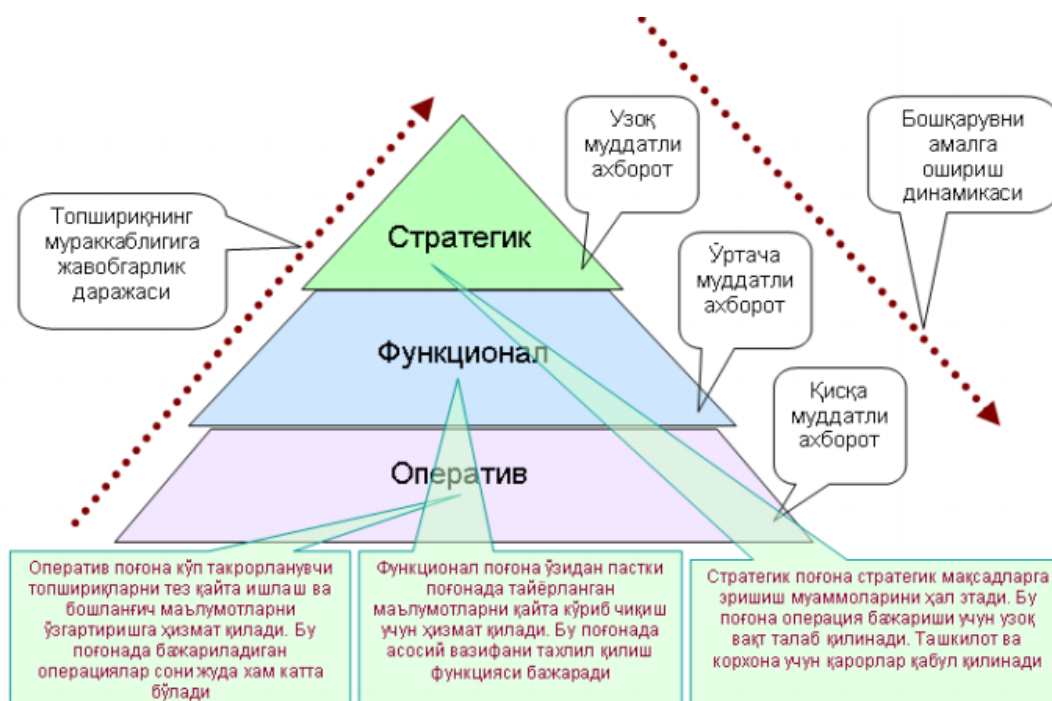 Узоқ
муддатли
ахборот
Бошқарувни
амалга
ошириш
динамикаси
Топшириқнинг
мураккаблигига
жавобгарлик
даражаси
Стратегик
Ўртача
муддатли
ахборот
Функционал
Қисқа
муддатли
ахборот
Оператив
Оператив поғона кўп такрорланувчи
топшириқларни тез қайта ишлаш ва
бошланғич маълумотларни
ўзгартиришга ҳизмат қилади. Бу
поғонада бажариладиган
операциялар сони жуда хам катта
бўлади
Функционал поғона ўзидан пастки
поғонада тайёрланган
маълумотларни қайта кўриб чиқиш
учун ҳизмат қилади. Бу поғонада
асосий вазифани тахлил қилиш
функцияси бажаради
Стратегик поғона стратегик мақсадларга
эришиш муаммоларини ҳал этади. Бу
поғона операция бажариши учун узоқ
вақт талаб қилинади. Ташкилот ва
корхона учун қарорлар қабул қилинади